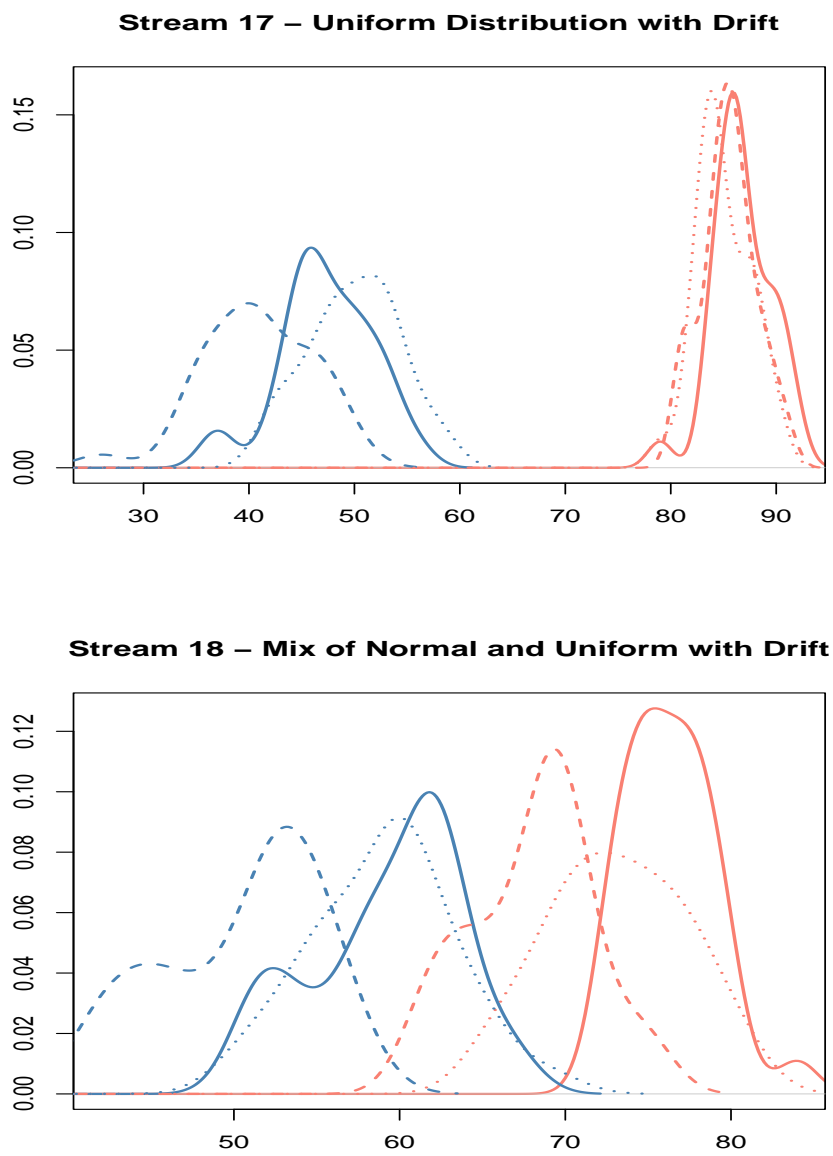 Stream 17 – Uniform Distribution with Drift
0.15
0.10
0.05
0.00
30 40 50 60 70 80 90
Stream 18 – Mix of Normal and Uniform with Drift
0.12
0.10
0.08
0.06
0.04
0.02
0.00
50 60 70 80